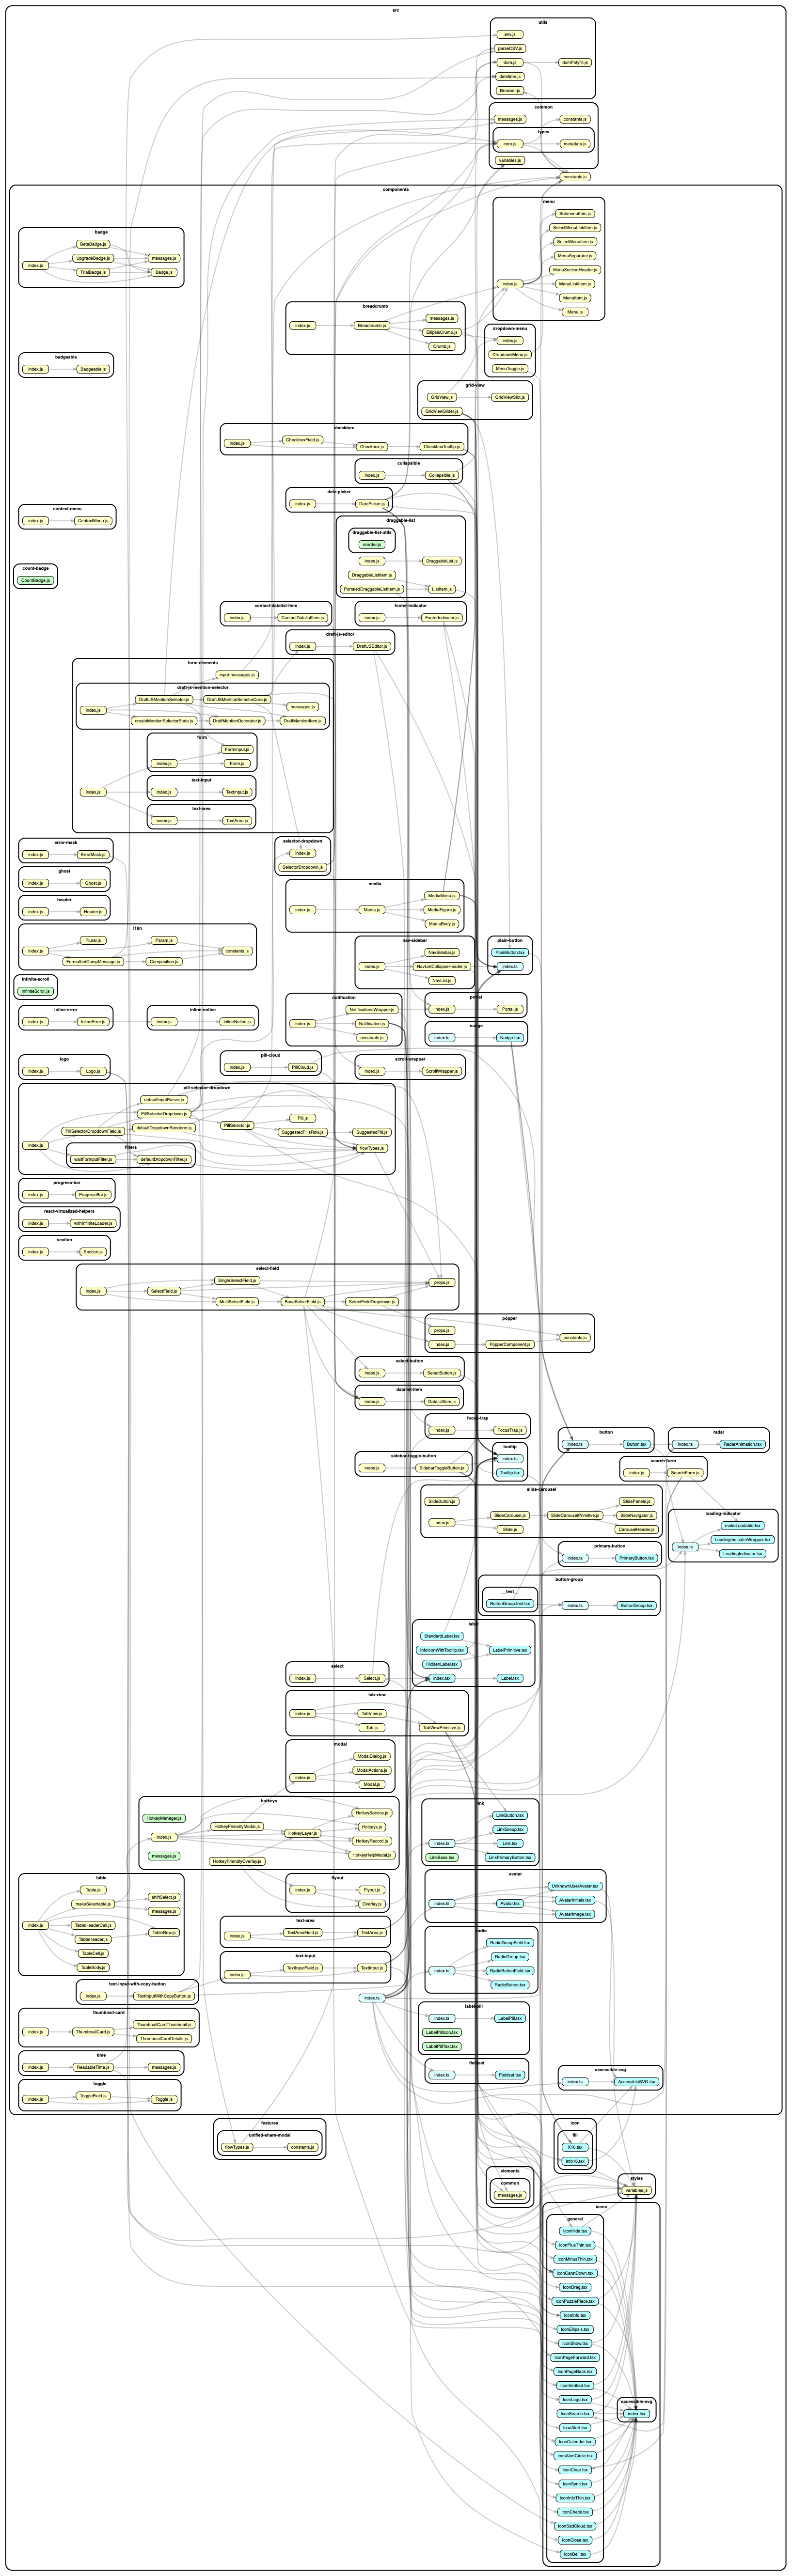 src
utils
env.js
parseCSV.js
dom.js
domPolyfill.js
datetime.js
Browser.js
common
messages.js
constants.js
types
core.js
metadata.js
variables.js
constants.js
components
menu
SubmenuItem.js
SelectMenuLinkItem.js
SelectMenuItem.js
MenuSeparator.js
MenuSectionHeader.js
index.js
MenuLinkItem.js
MenuItem.js
Menu.js
badge
BetaBadge.js
UpgradeBadge.js
messages.js
index.js
TrialBadge.js
Badge.js
breadcrumb
messages.js
index.js
Breadcrumb.js
EllipsisCrumb.js
Crumb.js
dropdown-menu
index.js
DropdownMenu.js
MenuToggle.js
badgeable
index.js
Badgeable.js
grid-view
GridView.js
GridViewSlot.js
GridViewSlider.js
checkbox
CheckboxField.js
index.js
Checkbox.js
CheckboxTooltip.js
collapsible
index.js
Collapsible.js
date-picker
index.js
DatePicker.js
context-menu
index.js
ContextMenu.js
draggable-list
draggable-list-utils
reorder.js
index.js
DraggableList.js
DraggableListItem.js
PortaledDraggableListItem.js
ListItem.js
count-badge
CountBadge.js
contact-datalist-item
index.js
ContactDatalistItem.js
footer-indicator
index.js
FooterIndicator.js
draft-js-editor
index.js
DraftJSEditor.js
form-elements
input-messages.js
draft-js-mention-selector
DraftJSMentionSelector.js
DraftJSMentionSelectorCore.js
messages.js
index.js
createMentionSelectorState.js
DraftMentionDecorator.js
DraftMentionItem.js
form
FormInput.js
index.js
Form.js
text-input
index.js
index.js
TextInput.js
text-area
index.js
TextArea.js
error-mask
index.js
ErrorMask.js
selector-dropdown
index.js
SelectorDropdown.js
ghost
index.js
Ghost.js
header
index.js
Header.js
media
MediaMenu.js
index.js
Media.js
MediaFigure.js
MediaBody.js
i18n
Plural.js
Param.js
index.js
constants.js
FormattedCompMessage.js
Composition.js
nav-sidebar
NavSidebar.js
index.js
NavListCollapseHeader.js
NavList.js
plain-button
PlainButton.tsx
index.ts
infinite-scroll
InfiniteScroll.js
inline-error
index.js
InlineError.js
inline-notice
index.js
InlineNotice.js
notification
NotificationsWrapper.js
index.js
Notification.js
constants.js
portal
index.js
Portal.js
nudge
index.ts
Nudge.tsx
logo
index.js
Logo.js
pill-cloud
index.js
PillCloud.js
scroll-wrapper
index.js
ScrollWrapper.js
pill-selector-dropdown
defaultInputParser.js
PillSelectorDropdown.js
PillSelectorDropdownField.js
defaultDropdownRenderer.js
PillSelector.js
Pill.js
SuggestedPillsRow.js
SuggestedPill.js
index.js
filters
waitForInputFilter.js
defaultDropdownFilter.js
flowTypes.js
progress-bar
index.js
ProgressBar.js
react-virtualized-helpers
index.js
withInfiniteLoader.js
section
index.js
Section.js
select-field
SingleSelectField.js
props.js
index.js
SelectField.js
MultiSelectField.js
BaseSelectField.js
SelectFieldDropdown.js
popper
props.js
constants.js
index.js
PopperComponent.js
select-button
index.js
SelectButton.js
datalist-item
index.js
DatalistItem.js
focus-trap
index.js
FocusTrap.js
button
index.ts
Button.tsx
radar
index.ts
RadarAnimation.tsx
tooltip
index.ts
Tooltip.tsx
sidebar-toggle-button
index.js
SidebarToggleButton.js
search-form
index.js
SearchForm.js
slide-carousel
SlideButton.js
SlidePanels.js
SlideCarousel.js
SlideCarouselPrimitive.js
SlideNavigator.js
index.js
Slide.js
CarouselHeader.js
loading-indicator
makeLoadable.tsx
LoadingIndicatorWrapper.tsx
index.ts
LoadingIndicator.tsx
primary-button
index.ts
PrimaryButton.tsx
button-group
__test__
ButtonGroup.test.tsx
index.ts
ButtonGroup.tsx
label
StandardLabel.tsx
InfoIconWithTooltip.tsx
LabelPrimitive.tsx
HiddenLabel.tsx
index.tsx
Label.tsx
select
index.js
Select.js
tab-view
index.js
TabView.js
Tab.js
TabViewPrimitive.js
modal
ModalDialog.js
index.js
ModalActions.js
Modal.js
hotkeys
HotkeyManager.js
HotkeyService.js
HotkeyFriendlyModal.js
Hotkeys.js
index.js
HotkeyLayer.js
HotkeyRecord.js
messages.js
HotkeyHelpModal.js
HotkeyFriendlyOverlay.js
link
LinkButton.tsx
LinkGroup.tsx
index.ts
Link.tsx
LinkBase.tsx
LinkPrimaryButton.tsx
table
Table.js
makeSelectable.js
shiftSelect.js
messages.js
index.js
TableHeaderCell.js
TableHeader.js
TableRow.js
TableCell.js
TableBody.js
flyout
index.js
Flyout.js
Overlay.js
avatar
UnknownUserAvatar.tsx
index.ts
Avatar.tsx
AvatarInitials.tsx
AvatarImage.tsx
text-area
index.js
TextAreaField.js
TextArea.js
radio
RadioGroupField.tsx
RadioGroup.tsx
index.ts
RadioButtonField.tsx
RadioButton.tsx
text-input
index.js
TextInputField.js
TextInput.js
text-input-with-copy-button
index.js
TextInputWithCopyButton.js
index.ts
label-pill
index.ts
LabelPill.tsx
LabelPillIcon.tsx
LabelPillText.tsx
thumbnail-card
ThumbnailCardThumbnail.js
index.js
ThumbnailCard.js
ThumbnailCardDetails.js
time
index.js
ReadableTime.js
messages.js
fieldset
index.ts
Fieldset.tsx
accessible-svg
index.ts
AccessibleSVG.tsx
toggle
ToggleField.js
index.js
Toggle.js
features
unified-share-modal
flowTypes.js
constants.js
icon
fill
X16.tsx
Info16.tsx
elements
common
messages.js
styles
variables.js
icons
general
IconHide.tsx
IconPlusThin.tsx
IconMinusThin.tsx
IconCaretDown.tsx
IconDrag.tsx
IconPuzzlePiece.tsx
IconInfo.tsx
IconEllipsis.tsx
IconShow.tsx
IconPageForward.tsx
IconPageBack.tsx
IconVerified.tsx
IconLogo.tsx
accessible-svg
index.tsx
IconSearch.tsx
IconAlert.tsx
IconCalendar.tsx
IconAlertCircle.tsx
IconClear.tsx
IconSync.tsx
IconInfoThin.tsx
IconCheck.tsx
IconSadCloud.tsx
IconClose.tsx
IconBell.tsx